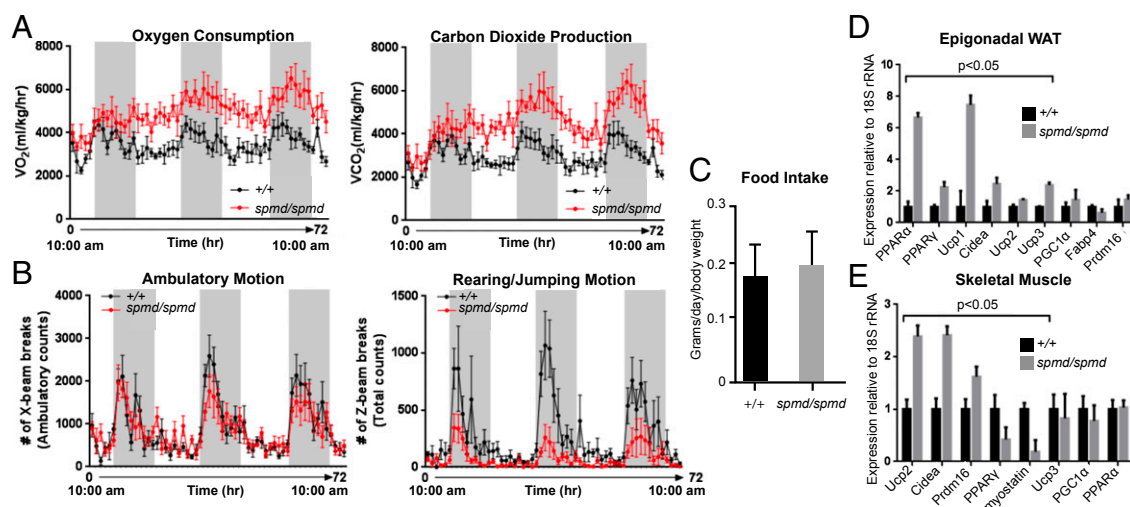 A
Oxygen Consumption
8000
6000
4000
2000
0
VO2(ml/kg/hr)
+/+
spmd/spmd
0
72
10:00 am
Time (hr)
10:00 am
Carbon Dioxide Production
8000
6000
4000
2000
0
VCO2(ml/kg/hr)
+/+
spmd/spmd
0
72
10:00 am
Time (hr)
10:00 am
B
Ambulatory Motion
4000
3000
2000
1000
0
# of X-beam breaks
(Ambulatory counts)
+/+
spmd/spmd
0
72
10:00 am
Time (hr)
10:00 am
Rearing/Jumping Motion
1500
1000
500
0
# of Z-beam breaks
(Total counts)
+/+
spmd/spmd
0
72
10:00 am
Time (hr)
10:00 am
C
Food Intake
0.3
0.2
0.1
0
Grams/day/body weight
+/+
spmd/spmd
D
Epigonadal WAT
10
8
6
4
2
0
Expression relative to 18S rRNA
p<0.05
+/+
spmd/spmd
PPARα
PPARγ
Ucp1
Cidea
Ucp2
Ucp3
PGC1α
Fabp4
Prdm16
E
Skeletal Muscle
3
2
1
0
Expression relative to 18S rRNA
p<0.05
+/+
spmd/spmd
Ucp2
Cidea
Prdm16
PPARγ
myostatin
Ucp3
PGC1α
PPARα